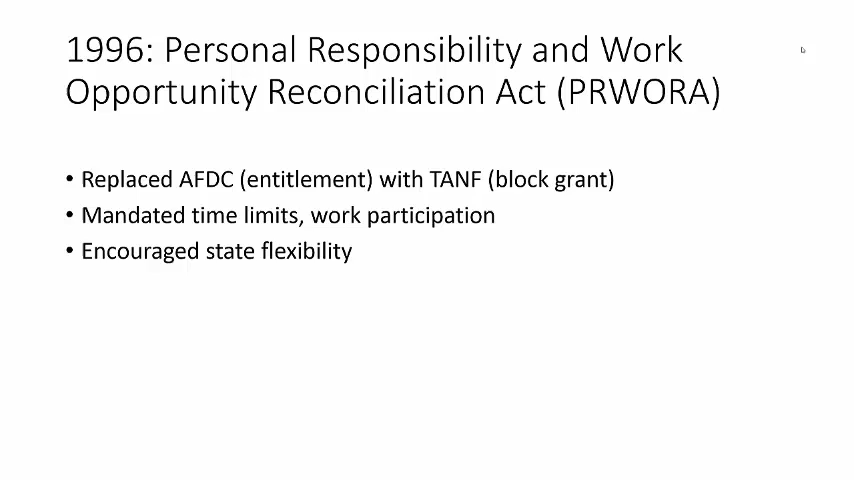 1996: Personal Responsibility and Work
Opportunity Reconciliation Act (PRWORA)
• Replaced AFDC (entitlement) with TANF (block grant)
• Mandated time limits, work participation
• Encouraged state flexibility